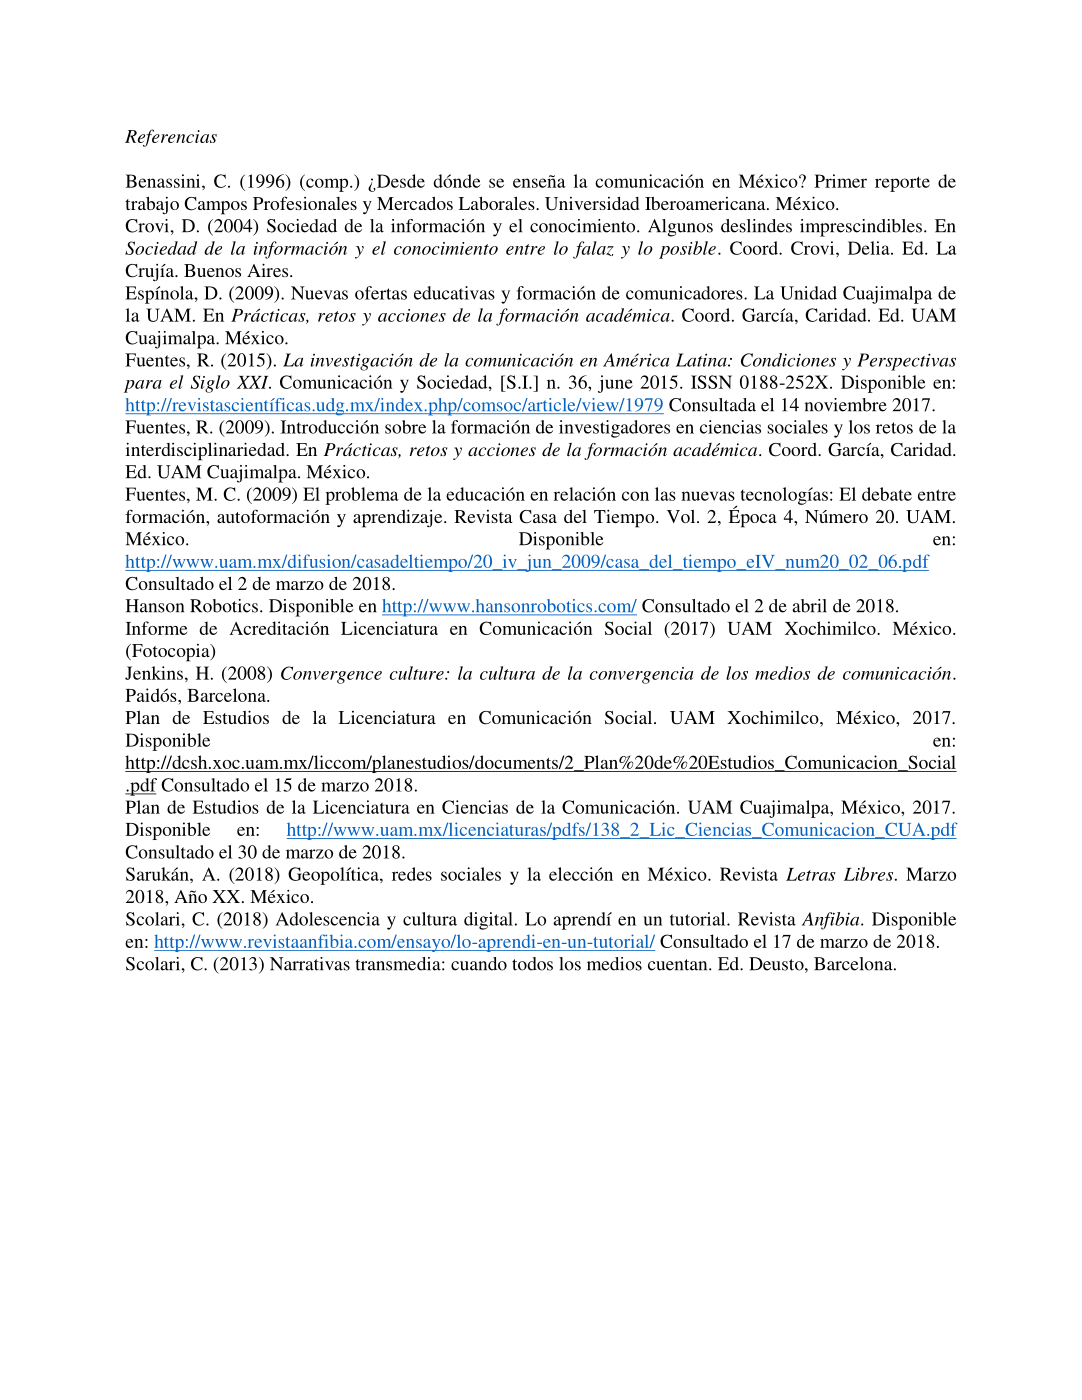 Referencias
Benassini, C. (1996) (comp.) ¿Desde dónde se enseña la comunicación en México? Primer reporte de
trabajo Campos Profesionales y Mercados Laborales. Universidad Iberoamericana. México.
Crovi, D. (2004) Sociedad de la información y el conocimiento. Algunos deslindes imprescindibles. En
Sociedad de la información y el conocimiento entre lo falaz y lo posible. Coord. Crovi, Delia. Ed. La
Crujía. Buenos Aires.
Espínola, D. (2009). Nuevas ofertas educativas y formación de comunicadores. La Unidad Cuajimalpa de
la UAM. En Prácticas, retos y acciones de la formación académica. Coord. García, Caridad. Ed. UAM
Cuajimalpa. México.
Fuentes, R. (2015). La investigación de la comunicación en América Latina: Condiciones y Perspectivas
para el Siglo XXI. Comunicación y Sociedad, [S.I.] n. 36, june 2015. ISSN 0188-252X. Disponible en:
http://revistascientíficas.udg.mx/index.php/comsoc/article/view/1979 Consultada el 14 noviembre 2017.
Fuentes, R. (2009). Introducción sobre la formación de investigadores en ciencias sociales y los retos de la
interdisciplinariedad. En Prácticas, retos y acciones de la formación académica. Coord. García, Caridad.
Ed. UAM Cuajimalpa. México.
Fuentes, M. C. (2009) El problema de la educación en relación con las nuevas tecnologías: El debate entre
formación, autoformación y aprendizaje. Revista Casa del Tiempo. Vol. 2, Época 4, Número 20. UAM.
México. Disponible en:
http://www.uam.mx/difusion/casadeltiempo/20_iv_jun_2009/casa_del_tiempo_eIV_num20_02_06.pdf
Consultado el 2 de marzo de 2018.
Hanson Robotics. Disponible en http://www.hansonrobotics.com/ Consultado el 2 de abril de 2018.
Informe de Acreditación Licenciatura en Comunicación Social (2017) UAM Xochimilco. México.
(Fotocopia)
Jenkins, H. (2008) Convergence culture: la cultura de la convergencia de los medios de comunicación.
Paidós, Barcelona.
Plan de Estudios de la Licenciatura en Comunicación Social. UAM Xochimilco, México, 2017.
Disponible en:
http://dcsh.xoc.uam.mx/liccom/planestudios/documents/2_Plan%20de%20Estudios_Comunicacion_Social
.pdf Consultado el 15 de marzo 2018.
Plan de Estudios de la Licenciatura en Ciencias de la Comunicación. UAM Cuajimalpa, México, 2017.
Disponible en: http://www.uam.mx/licenciaturas/pdfs/138_2_Lic_Ciencias_Comunicacion_CUA.pdf
Consultado el 30 de marzo de 2018.
Sarukán, A. (2018) Geopolítica, redes sociales y la elección en México. Revista Letras Libres. Marzo
2018, Año XX. México.
Scolari, C. (2018) Adolescencia y cultura digital. Lo aprendí en un tutorial. Revista Anfibia. Disponible
en: http://www.revistaanfibia.com/ensayo/lo-aprendi-en-un-tutorial/ Consultado el 17 de marzo de 2018.
Scolari, C. (2013) Narrativas transmedia: cuando todos los medios cuentan. Ed. Deusto, Barcelona.